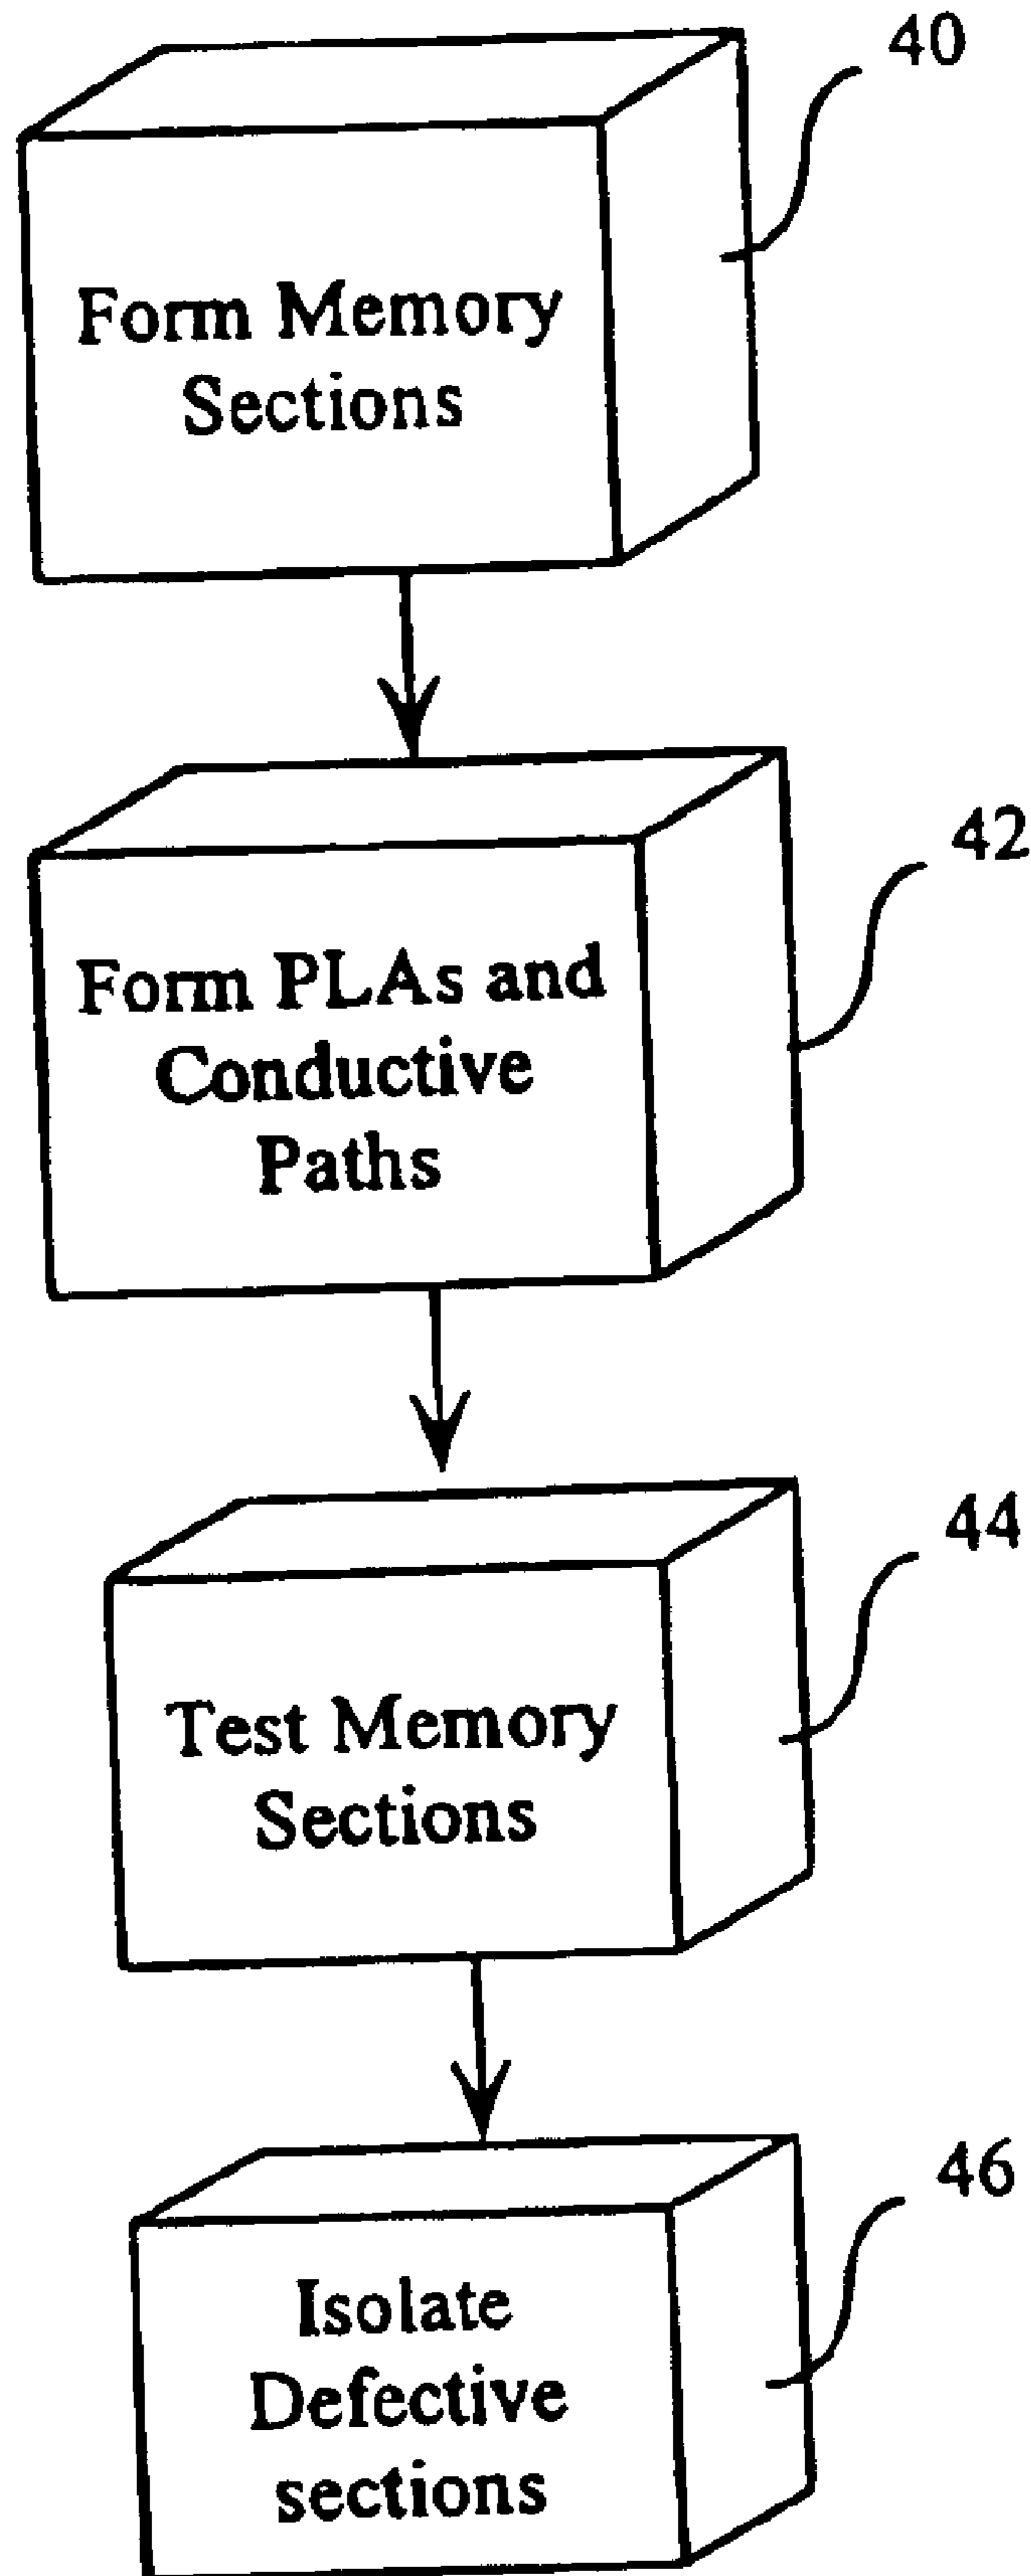 40
Form Memory
Sections
42
Form PLAs and
Conductive
Paths
44
Test Memory
Sections
46
Isolate
Defective
sections